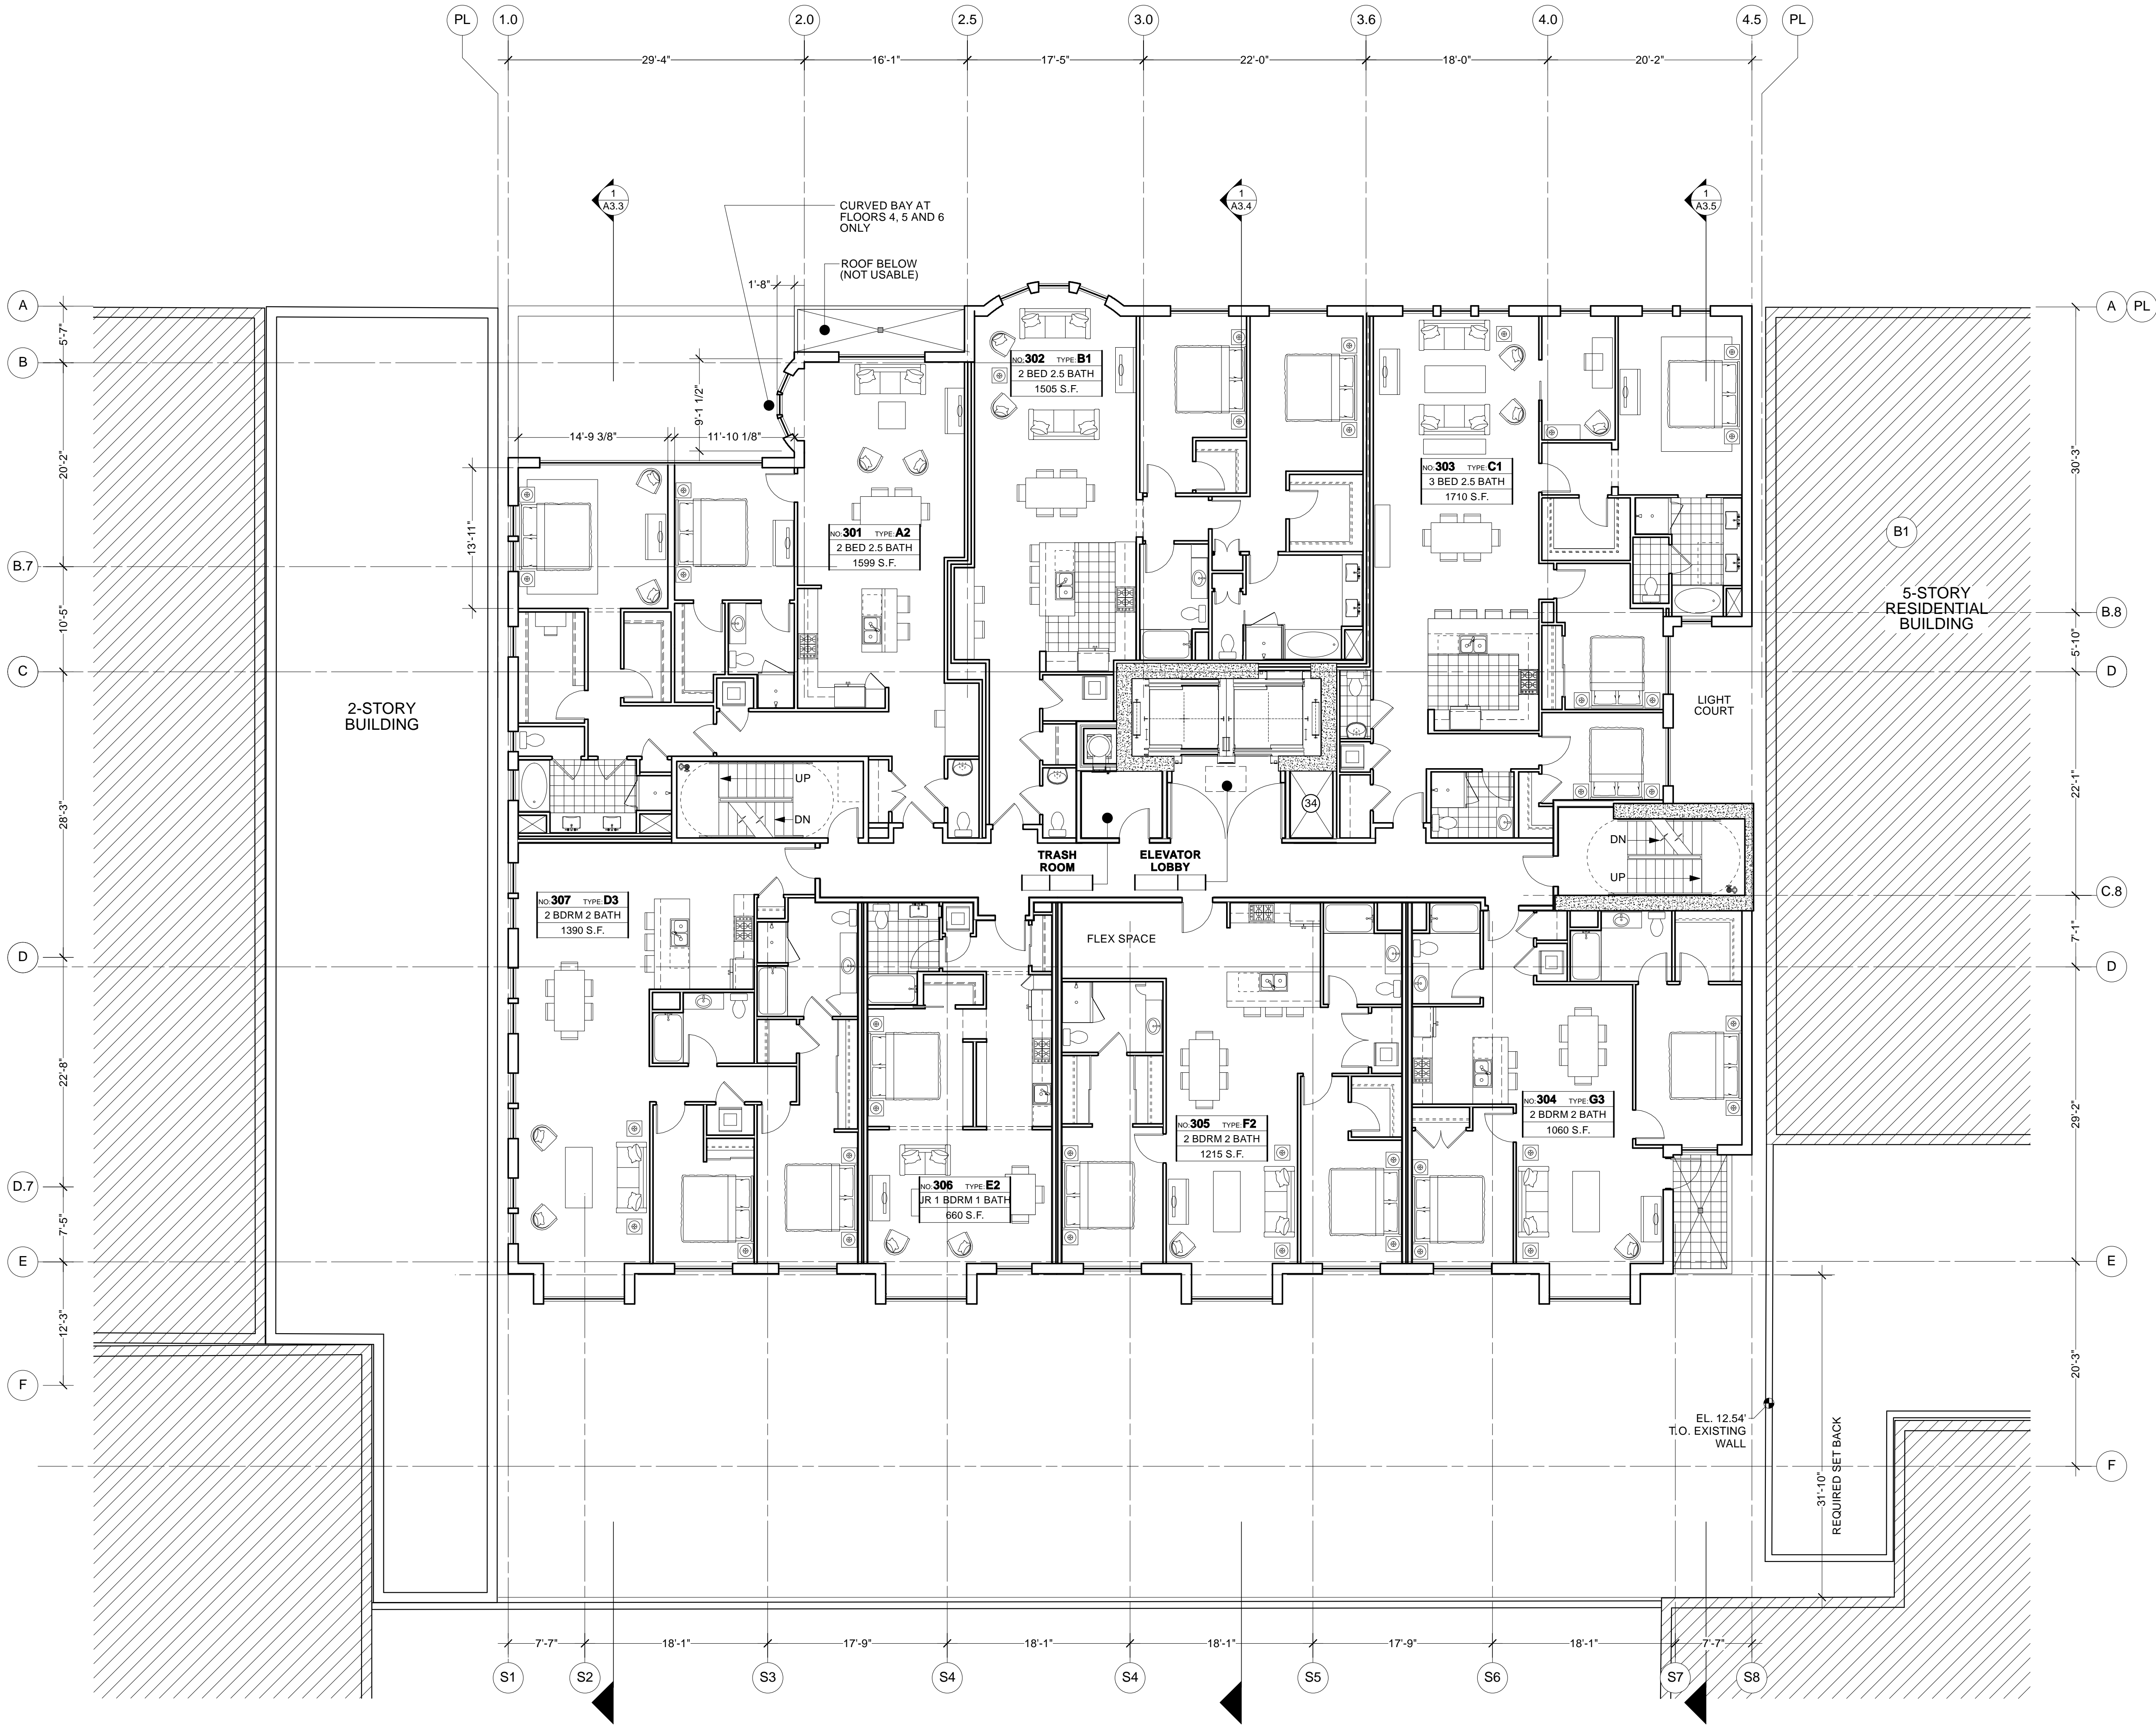 PL 1.0 2.0 2.5 3.0 3.6 4.0 4.5 PL
29'-4" 16'-1" 17'-5" 22'-0" 18'-0" 20'-2"
1
A3.3
1
A3.4
1
A3.5
CURVED BAY AT
FLOORS 4, 5 AND 6
ONLY
ROOF BELOW
(NOT USABLE)
1'-8"
A
5'-7"
B
20'-2"
B.7
10'-5"
C
28'-3"
D
22'-8"
D.7
7'-5"
E
12'-3"
F
2-STORY
BUILDING
9'-1 1/2"
14'-9 3/8" 11'-10 1/8"
13'-11"
NO: 301 TYPE: A2
2 BED 2.5 BATH
1599 S.F.
NO: 302 TYPE: B1
2 BED 2.5 BATH
1505 S.F.
NO: 303 TYPE: C1
3 BED 2.5 BATH
1710 S.F.
UP
DN
34
TRASH
ROOM
ELEVATOR
LOBBY
LIGHT
COURT
DN
UP
NO: 307 TYPE: D3
2 BDRM 2 BATH
1390 S.F.
FLEX SPACE
NO: 306 TYPE: E2
JR 1 BDRM 1 BATH
660 S.F.
NO: 305 TYPE: F2
2 BDRM 2 BATH
1215 S.F.
NO: 304 TYPE: G3
2 BDRM 2 BATH
1060 S.F.
B1
5-STORY
RESIDENTIAL
BUILDING
A PL
30'-3"
B.8
5'-10"
D
22'-1"
C.8
7'-1"
D
29'-2"
E
20'-3"
F
EL. 12.54'
T.O. EXISTING
WALL
31'-10"
REQUIRED SET BACK
7'-7" 18'-1" 17'-9" 18'-1" 18'-1" 17'-9" 18'-1" 7'-7"
S1 S2 S3 S4 S4 S5 S6 S7 S8